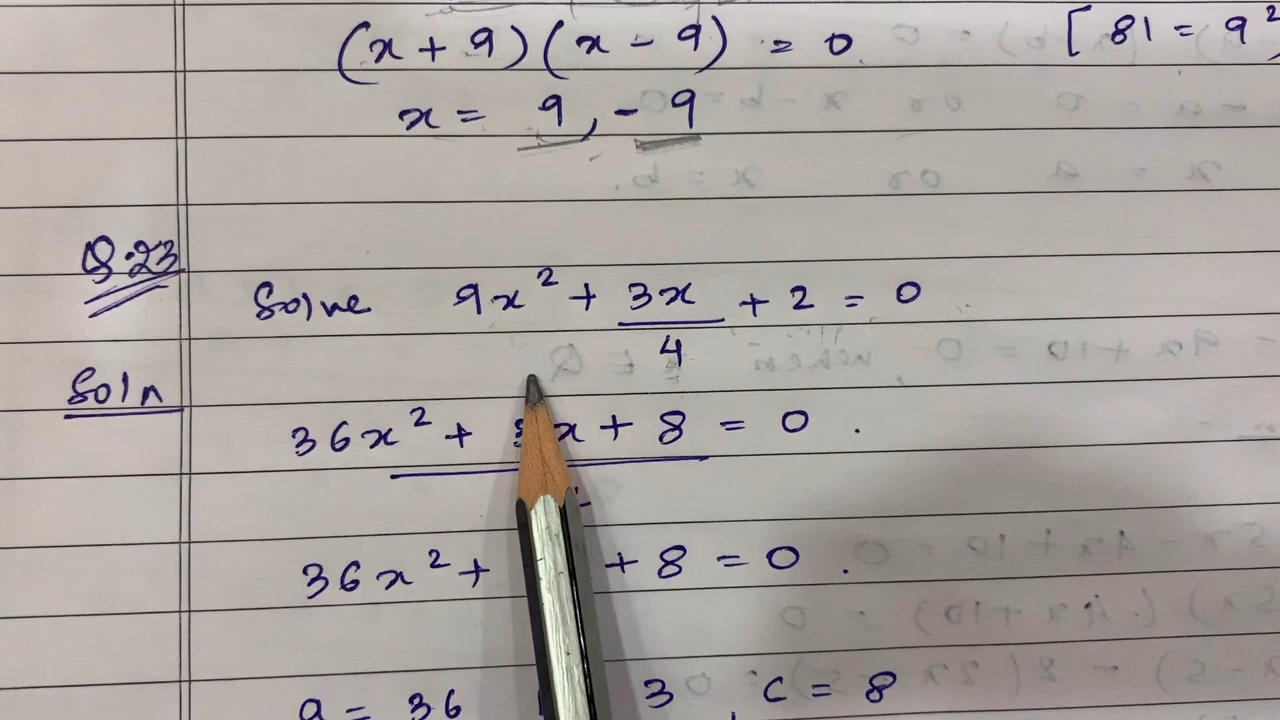 (x + 9)(x - 9) = 0 [81 = 9²
x = 9, -9
Q.23 Solve 9x² + 3x/4 + 2 = 0
Soln
36x² + 3x + 8 = 0.
36x² + + 8 = 0.
a = 36 3, c = 8